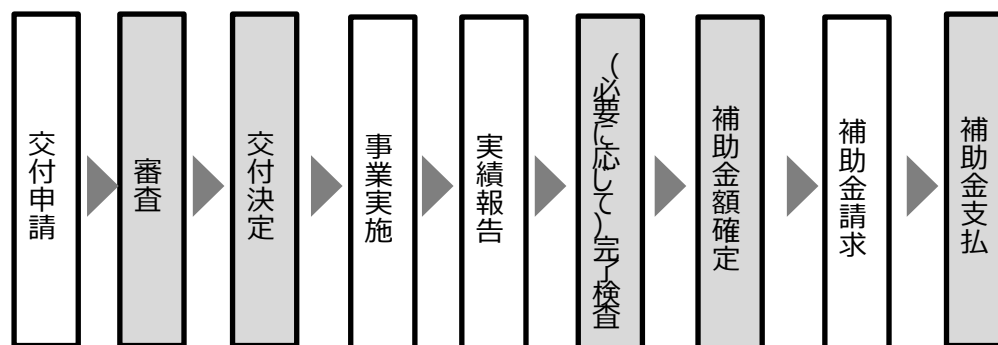 交付申請
審査
交付決定
事業実施
実績報告
（必要に応じて）完了検査
補助金額確定
補助金請求
補助金支払